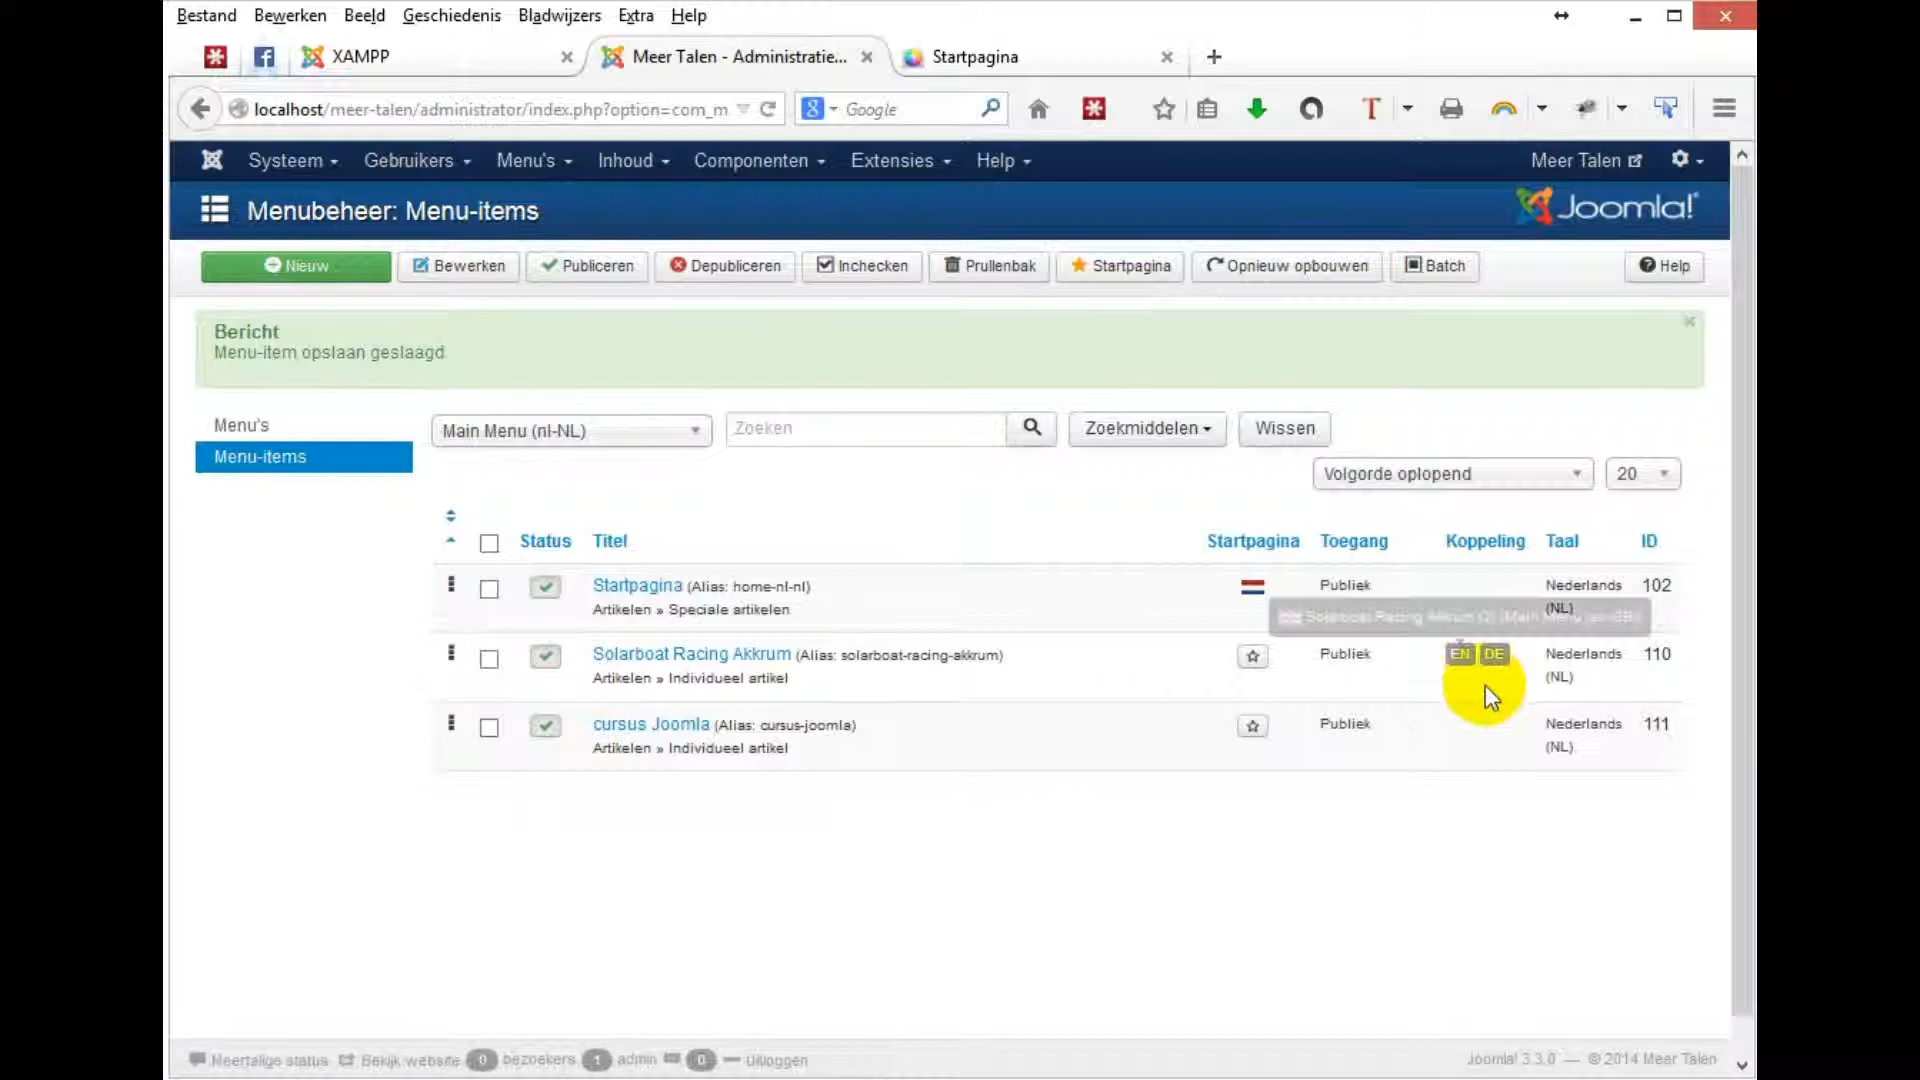 Bestand Bewerken Beeld Geschiedenis Bladwijzers Extra Help
XAMPP
Meer Talen - Administratie...
Startpagina
localhost/meer-talen/administrator/index.php?option=com_m
Google
Systeem Gebruikers Menu's Inhoud Componenten Extensies Help Meer Talen
Menubeheer: Menu-items
Joomla!
Nieuw Bewerken Publiceren Depubliceren Inchecken Prullenbak Startpagina Opnieuw opbouwen Batch Help
Bericht
Menu-item opslaan geslaagd
Menu's
Menu-items
Main Menu (nl-NL) Zoeken Zoekmiddelen Wissen
Volgorde oplopend 20
Status Titel Startpagina Toegang Koppeling Taal ID
Startpagina (Alias: home-nl-nl) Publiek Nederlands 102
Artikelen » Speciale artikelen (NL)
Solarboat Racing Akkrum
Solarboat Racing Akkrum (Alias: solarboat-racing-akkrum) Publiek EN DE Nederlands 110
Artikelen » Individueel artikel (NL)
cursus Joomla (Alias: cursus-joomla) Publiek Nederlands 111
Artikelen » Individueel artikel (NL)
Meertalige status Bekijk website 0 bezoekers 1 admin 0 Uitloggen
Joomla! 3.3.0 — © 2014 Meer Talen